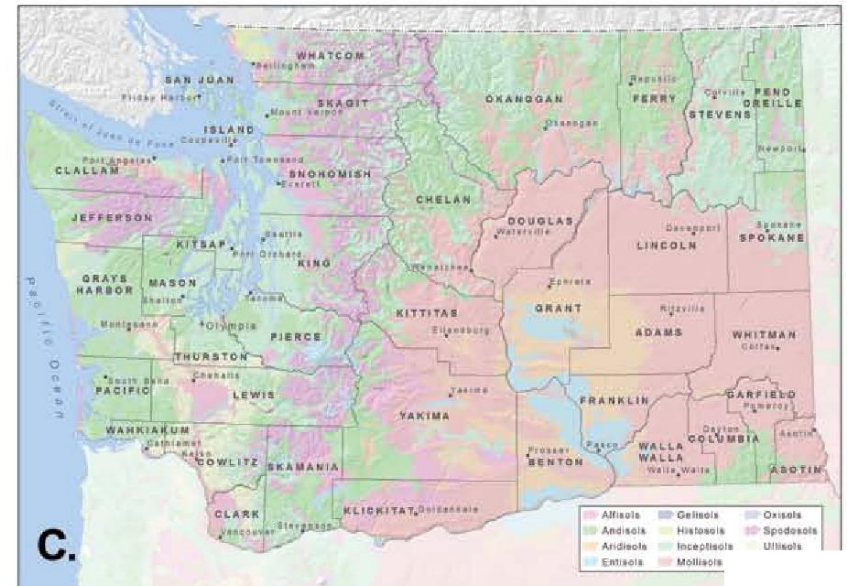 WHATCOM
Bellingham
SAN JUAN
Friday Harbor
SKAGIT
Mount Vernon
OKANOGAN
Republic
FERRY
Colville
STEVENS
PEND
OREILLE
Okanogan
Newport
Strait of Juan de Fuca
ISLAND
Coupeville
Port Angeles
Port Townsend
CLALLAM
SNOHOMISH
Everett
CHELAN
JEFFERSON
DOUGLAS
Waterville
Davenport
LINCOLN
Spokane
SPOKANE
KITSAP
Seattle
Port Orchard
KING
Wenatchee
Ephrata
GRAYS
HARBOR
MASON
Shelton
Tacoma
GRANT
Ritzville
ADAMS
WHITMAN
Colfax
KITTITAS
Ellensburg
Pacific Ocean
Montesano
Olympia
PIERCE
THURSTON
Chehalis
South Bend
PACIFIC
LEWIS
Yakima
YAKIMA
FRANKLIN
GARFIELD
Pomeroy
WAHKIAKUM
Cathlamet
Kelso
COWLITZ
SKAMANIA
Prosser
BENTON
Pasco
WALLA
WALLA
Walla Walla
Dayton
COLUMBIA
Asotin
ASOTIN
CLARK
Vancouver
Stevenson
KLICKITAT
Goldendale
C.
Alfisols
Gelisols
Oxisols
Andisols
Histosols
Spodosols
Aridisols
Inceptisols
Ultisols
Entisols
Mollisols